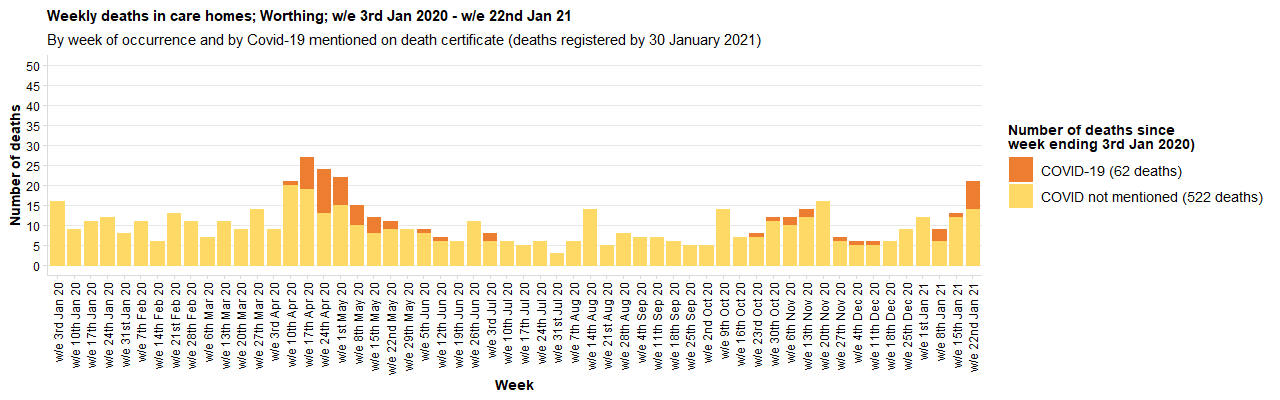 Weekly deaths in care homes; Worthing; w/e 3rd Jan 2020 - w/e 22nd Jan 21
By week of occurrence and by Covid-19 mentioned on death certificate (deaths registered by 30 January 2021)
Number of deaths
50
45
40
35
30
25
20
15
10
5
0
w/e 3rd Jan 20
w/e 10th Jan 20
w/e 17th Jan 20
w/e 24th Jan 20
w/e 31st Jan 20
w/e 7th Feb 20
w/e 14th Feb 20
w/e 21st Feb 20
w/e 28th Feb 20
w/e 6th Mar 20
w/e 13th Mar 20
w/e 20th Mar 20
w/e 27th Mar 20
w/e 3rd Apr 20
w/e 10th Apr 20
w/e 17th Apr 20
w/e 24th Apr 20
w/e 1st May 20
w/e 8th May 20
w/e 15th May 20
w/e 22nd May 20
w/e 29th May 20
w/e 5th Jun 20
w/e 12th Jun 20
w/e 19th Jun 20
w/e 26th Jun 20
w/e 3rd Jul 20
w/e 10th Jul 20
w/e 17th Jul 20
w/e 24th Jul 20
w/e 31st Jul 20
w/e 7th Aug 20
w/e 14th Aug 20
w/e 21st Aug 20
w/e 28th Aug 20
w/e 4th Sep 20
w/e 11th Sep 20
w/e 18th Sep 20
w/e 25th Sep 20
w/e 2nd Oct 20
w/e 9th Oct 20
w/e 16th Oct 20
w/e 23rd Oct 20
w/e 30th Oct 20
w/e 6th Nov 20
w/e 13th Nov 20
w/e 20th Nov 20
w/e 27th Nov 20
w/e 4th Dec 20
w/e 11th Dec 20
w/e 18th Dec 20
w/e 25th Dec 20
w/e 1st Jan 21
w/e 8th Jan 21
w/e 15th Jan 21
w/e 22nd Jan 21
Week
Number of deaths since
week ending 3rd Jan 2020)
COVID-19 (62 deaths)
COVID not mentioned (522 deaths)